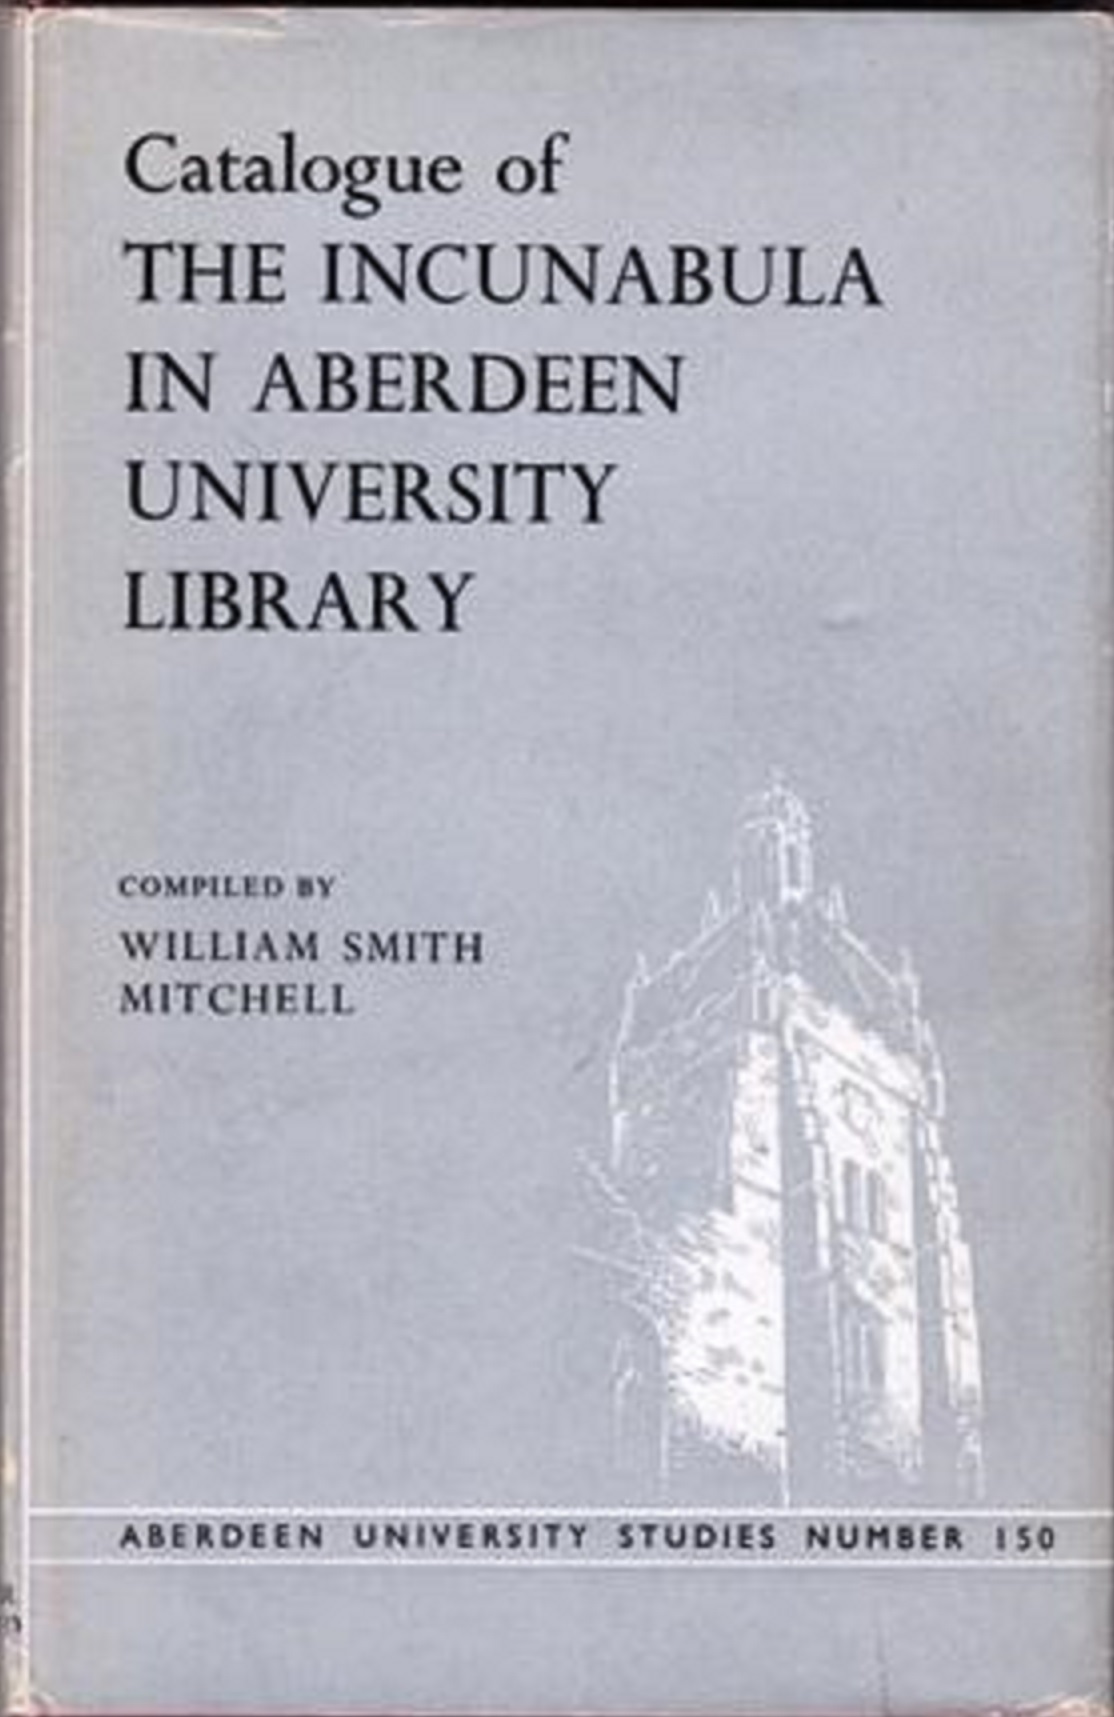 Catalogue of
THE INCUNABULA
IN ABERDEEN
UNIVERSITY
LIBRARY
COMPILED BY
WILLIAM SMITH
MITCHELL
ABERDEEN UNIVERSITY STUDIES NUMBER 150